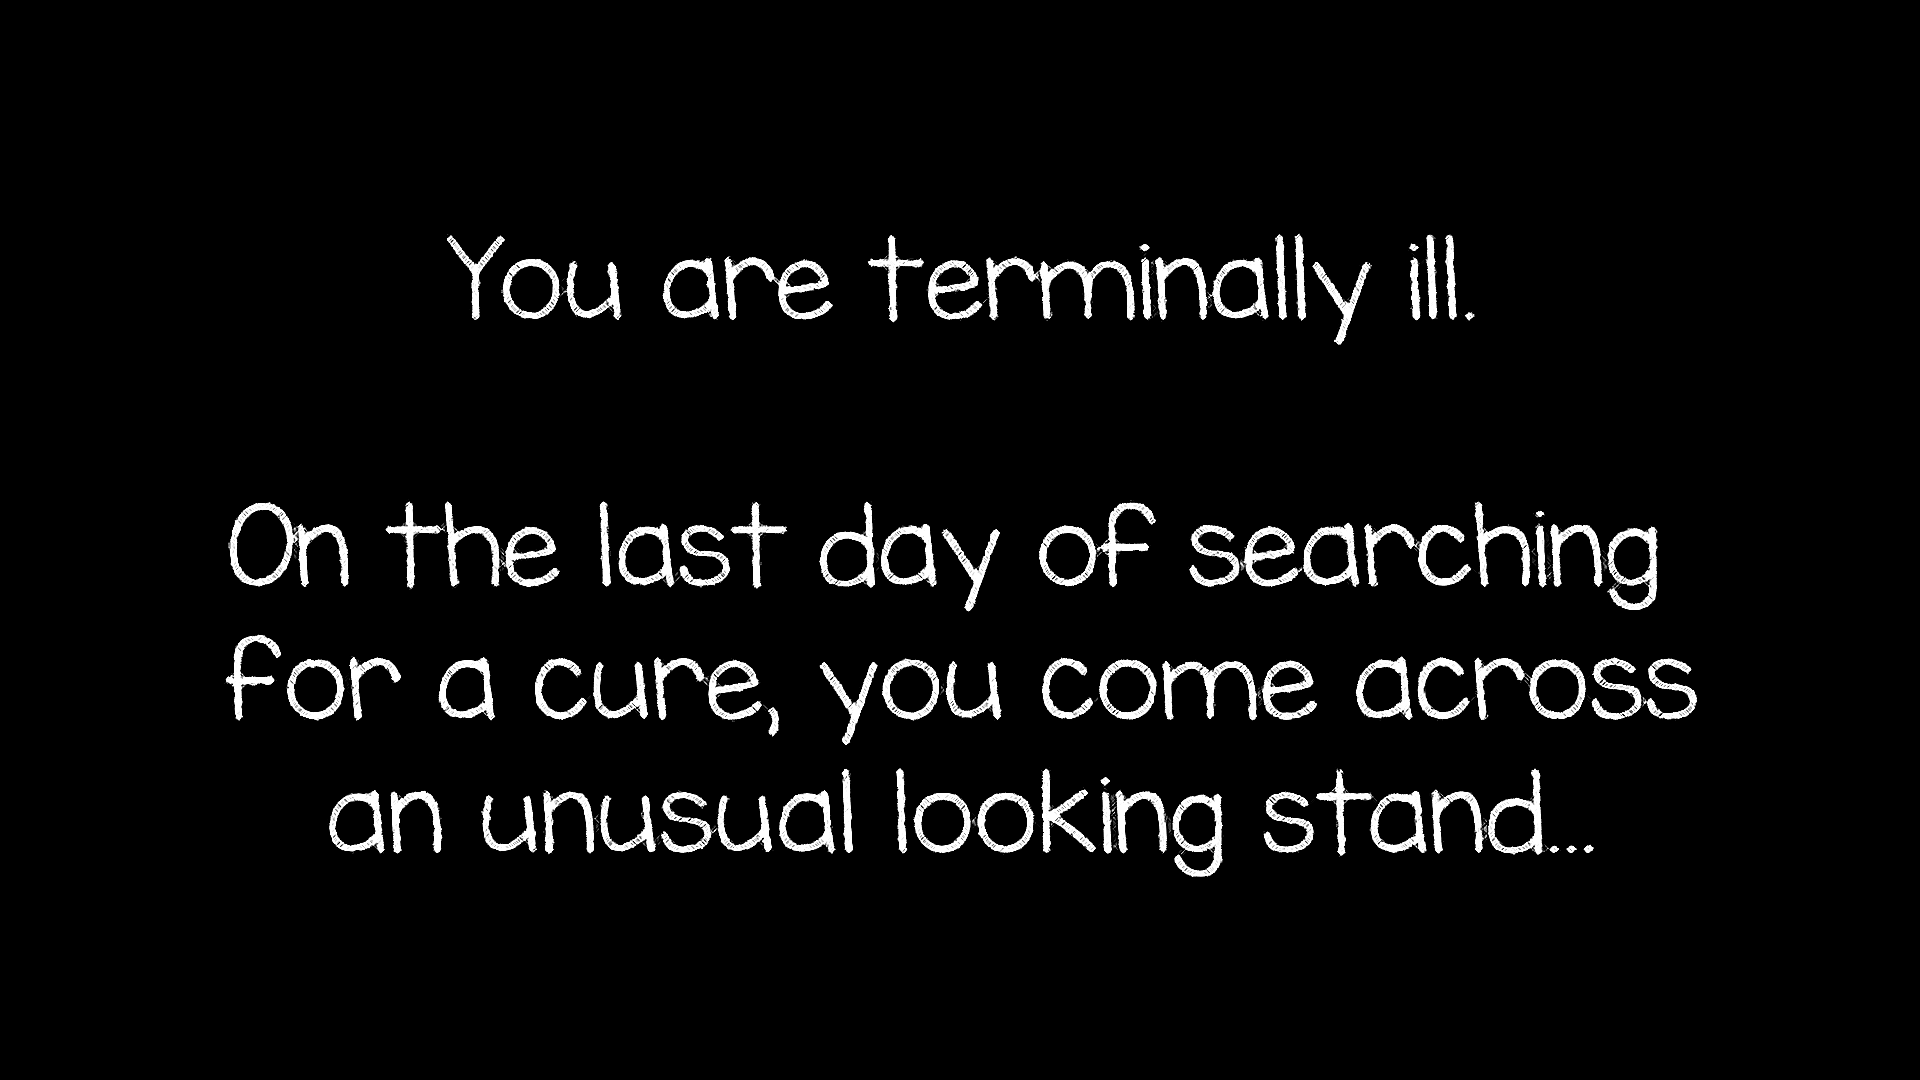 You are terminally ill.
On the last day of searching
for a cure, you come across
an unusual looking stand...